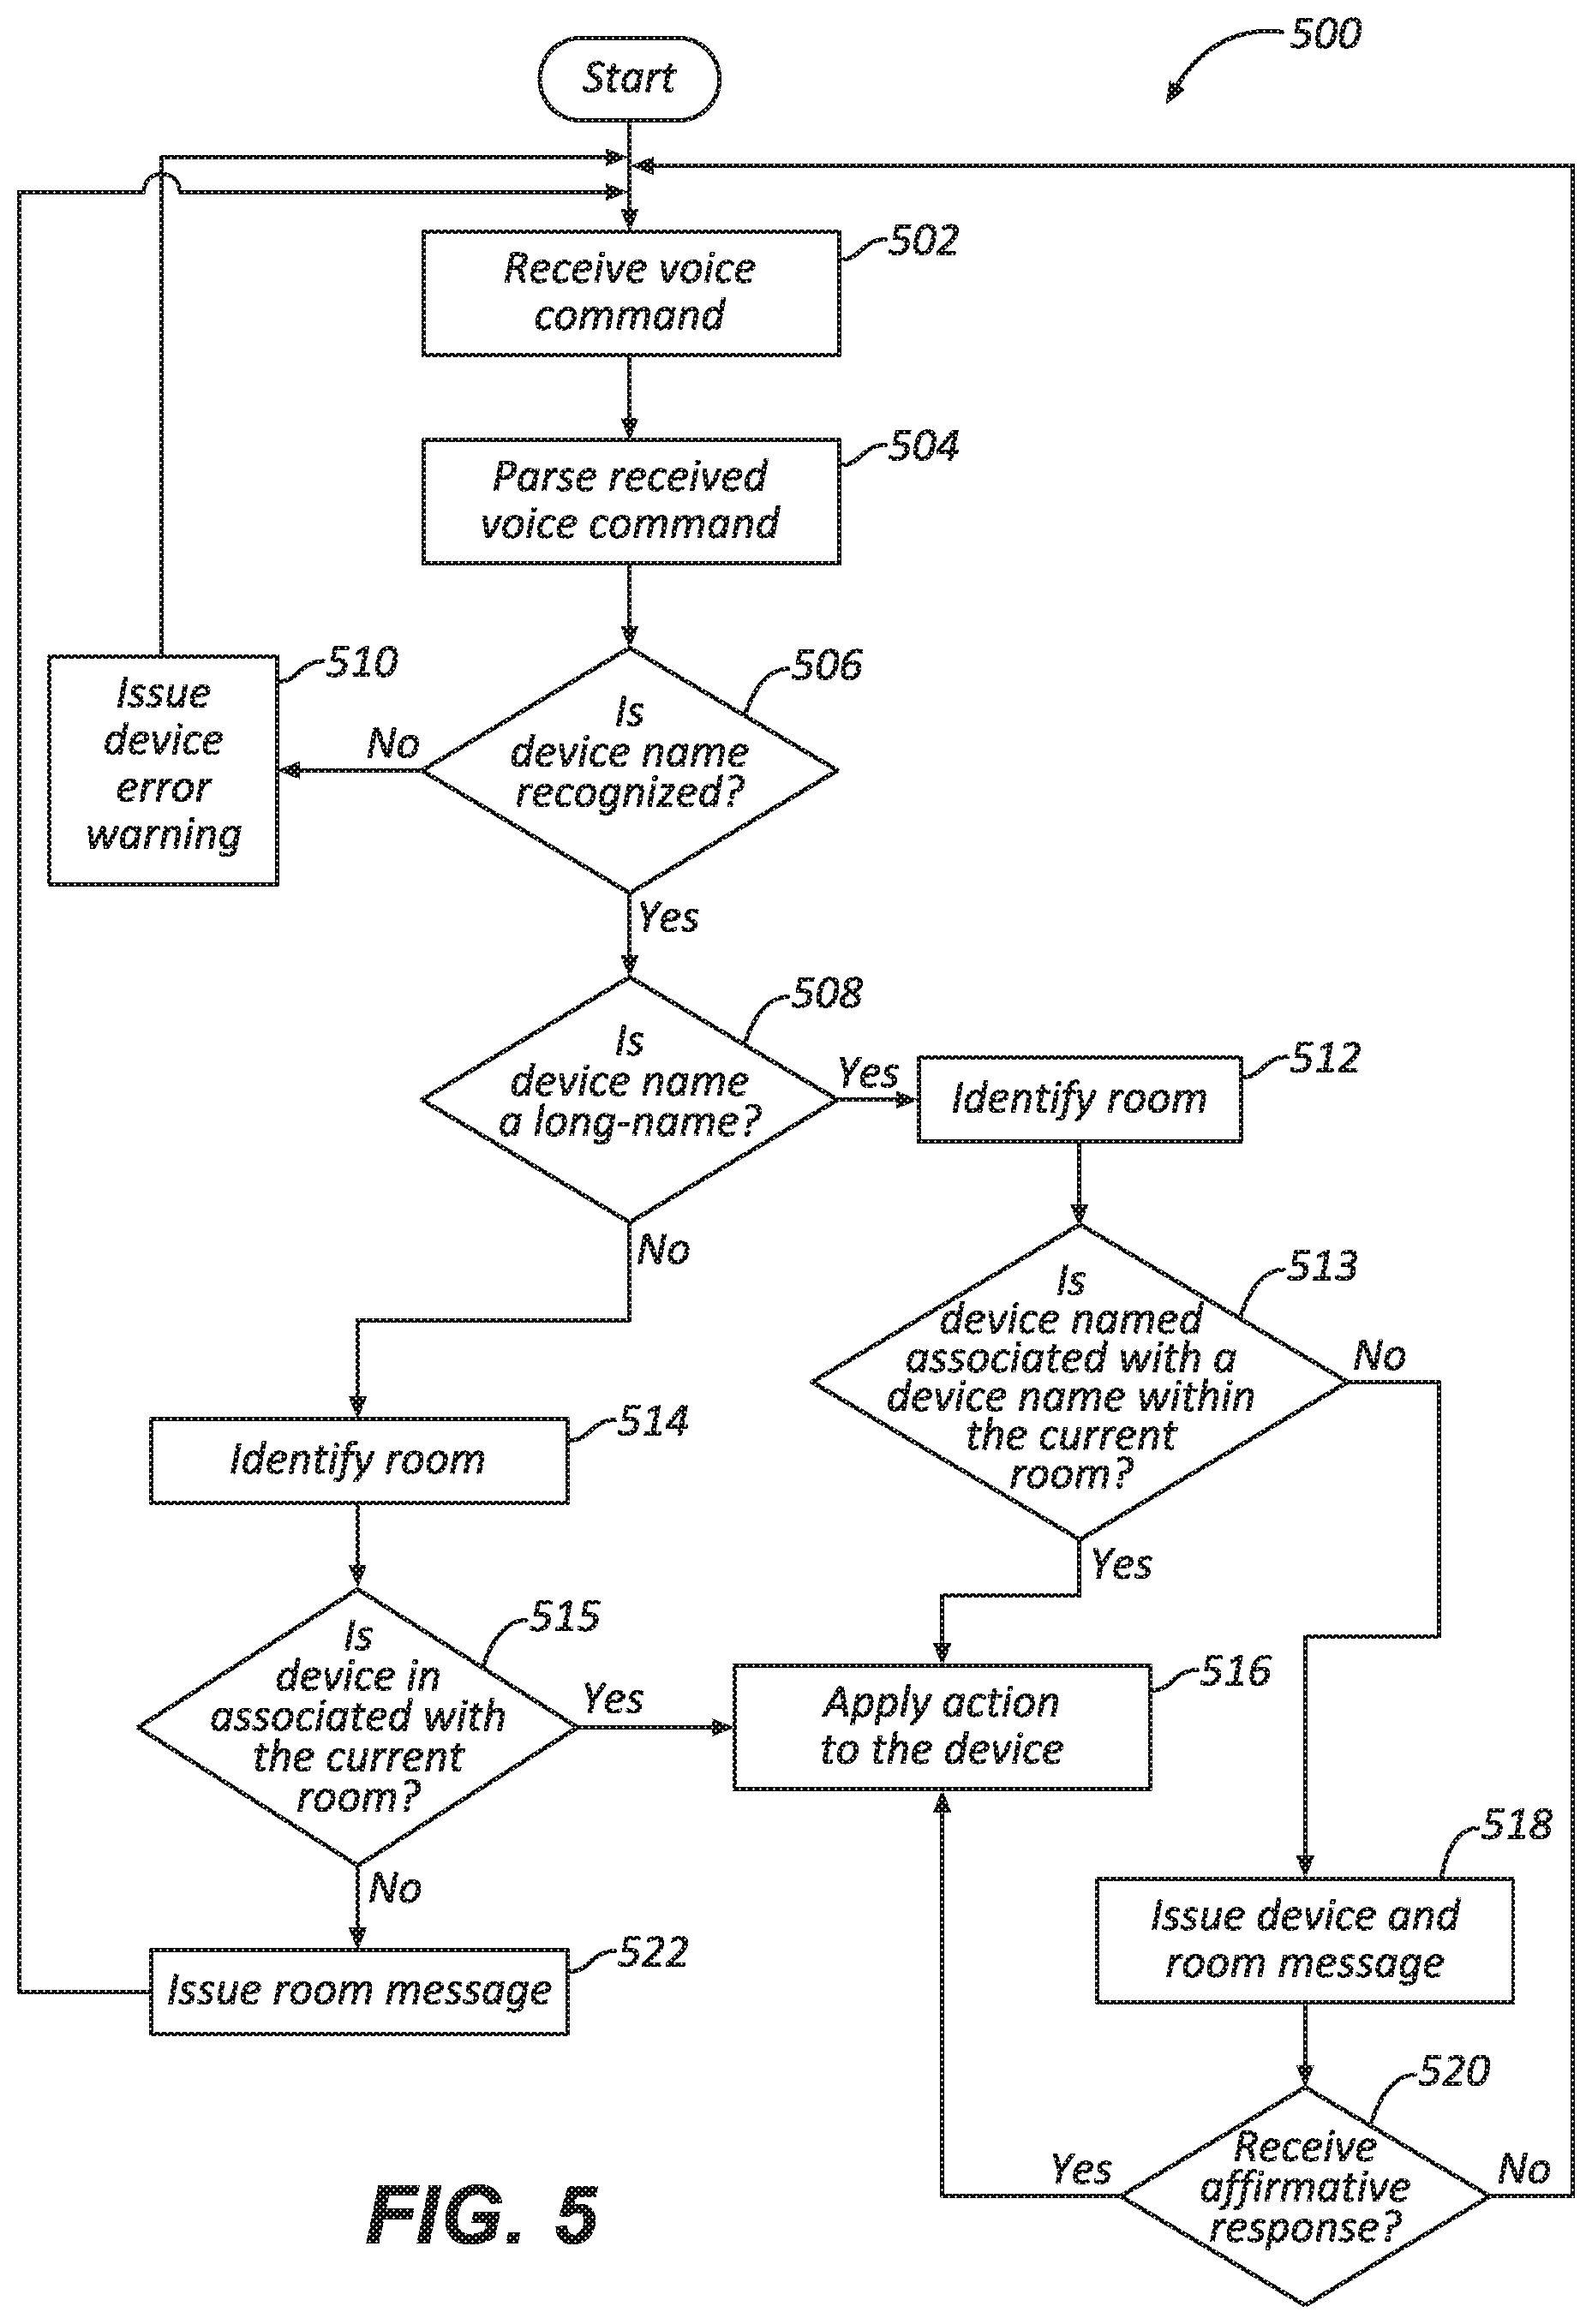 500
Start
502
Receive voice
command
504
Parse received
voice command
510
Issue
device
error
warning
No
506
Is
device name
recognized?
Yes
508
Is
device name
a long-name?
Yes
512
Identify room
No
513
Is
device named
associated with a
device name within
the current
room?
No
514
Identify room
Yes
515
Is
device in
associated with
the current
room?
Yes
516
Apply action
to the device
No
518
Issue device and
room message
522
Issue room message
520
Receive
affirmative
response?
Yes
No
FIG. 5